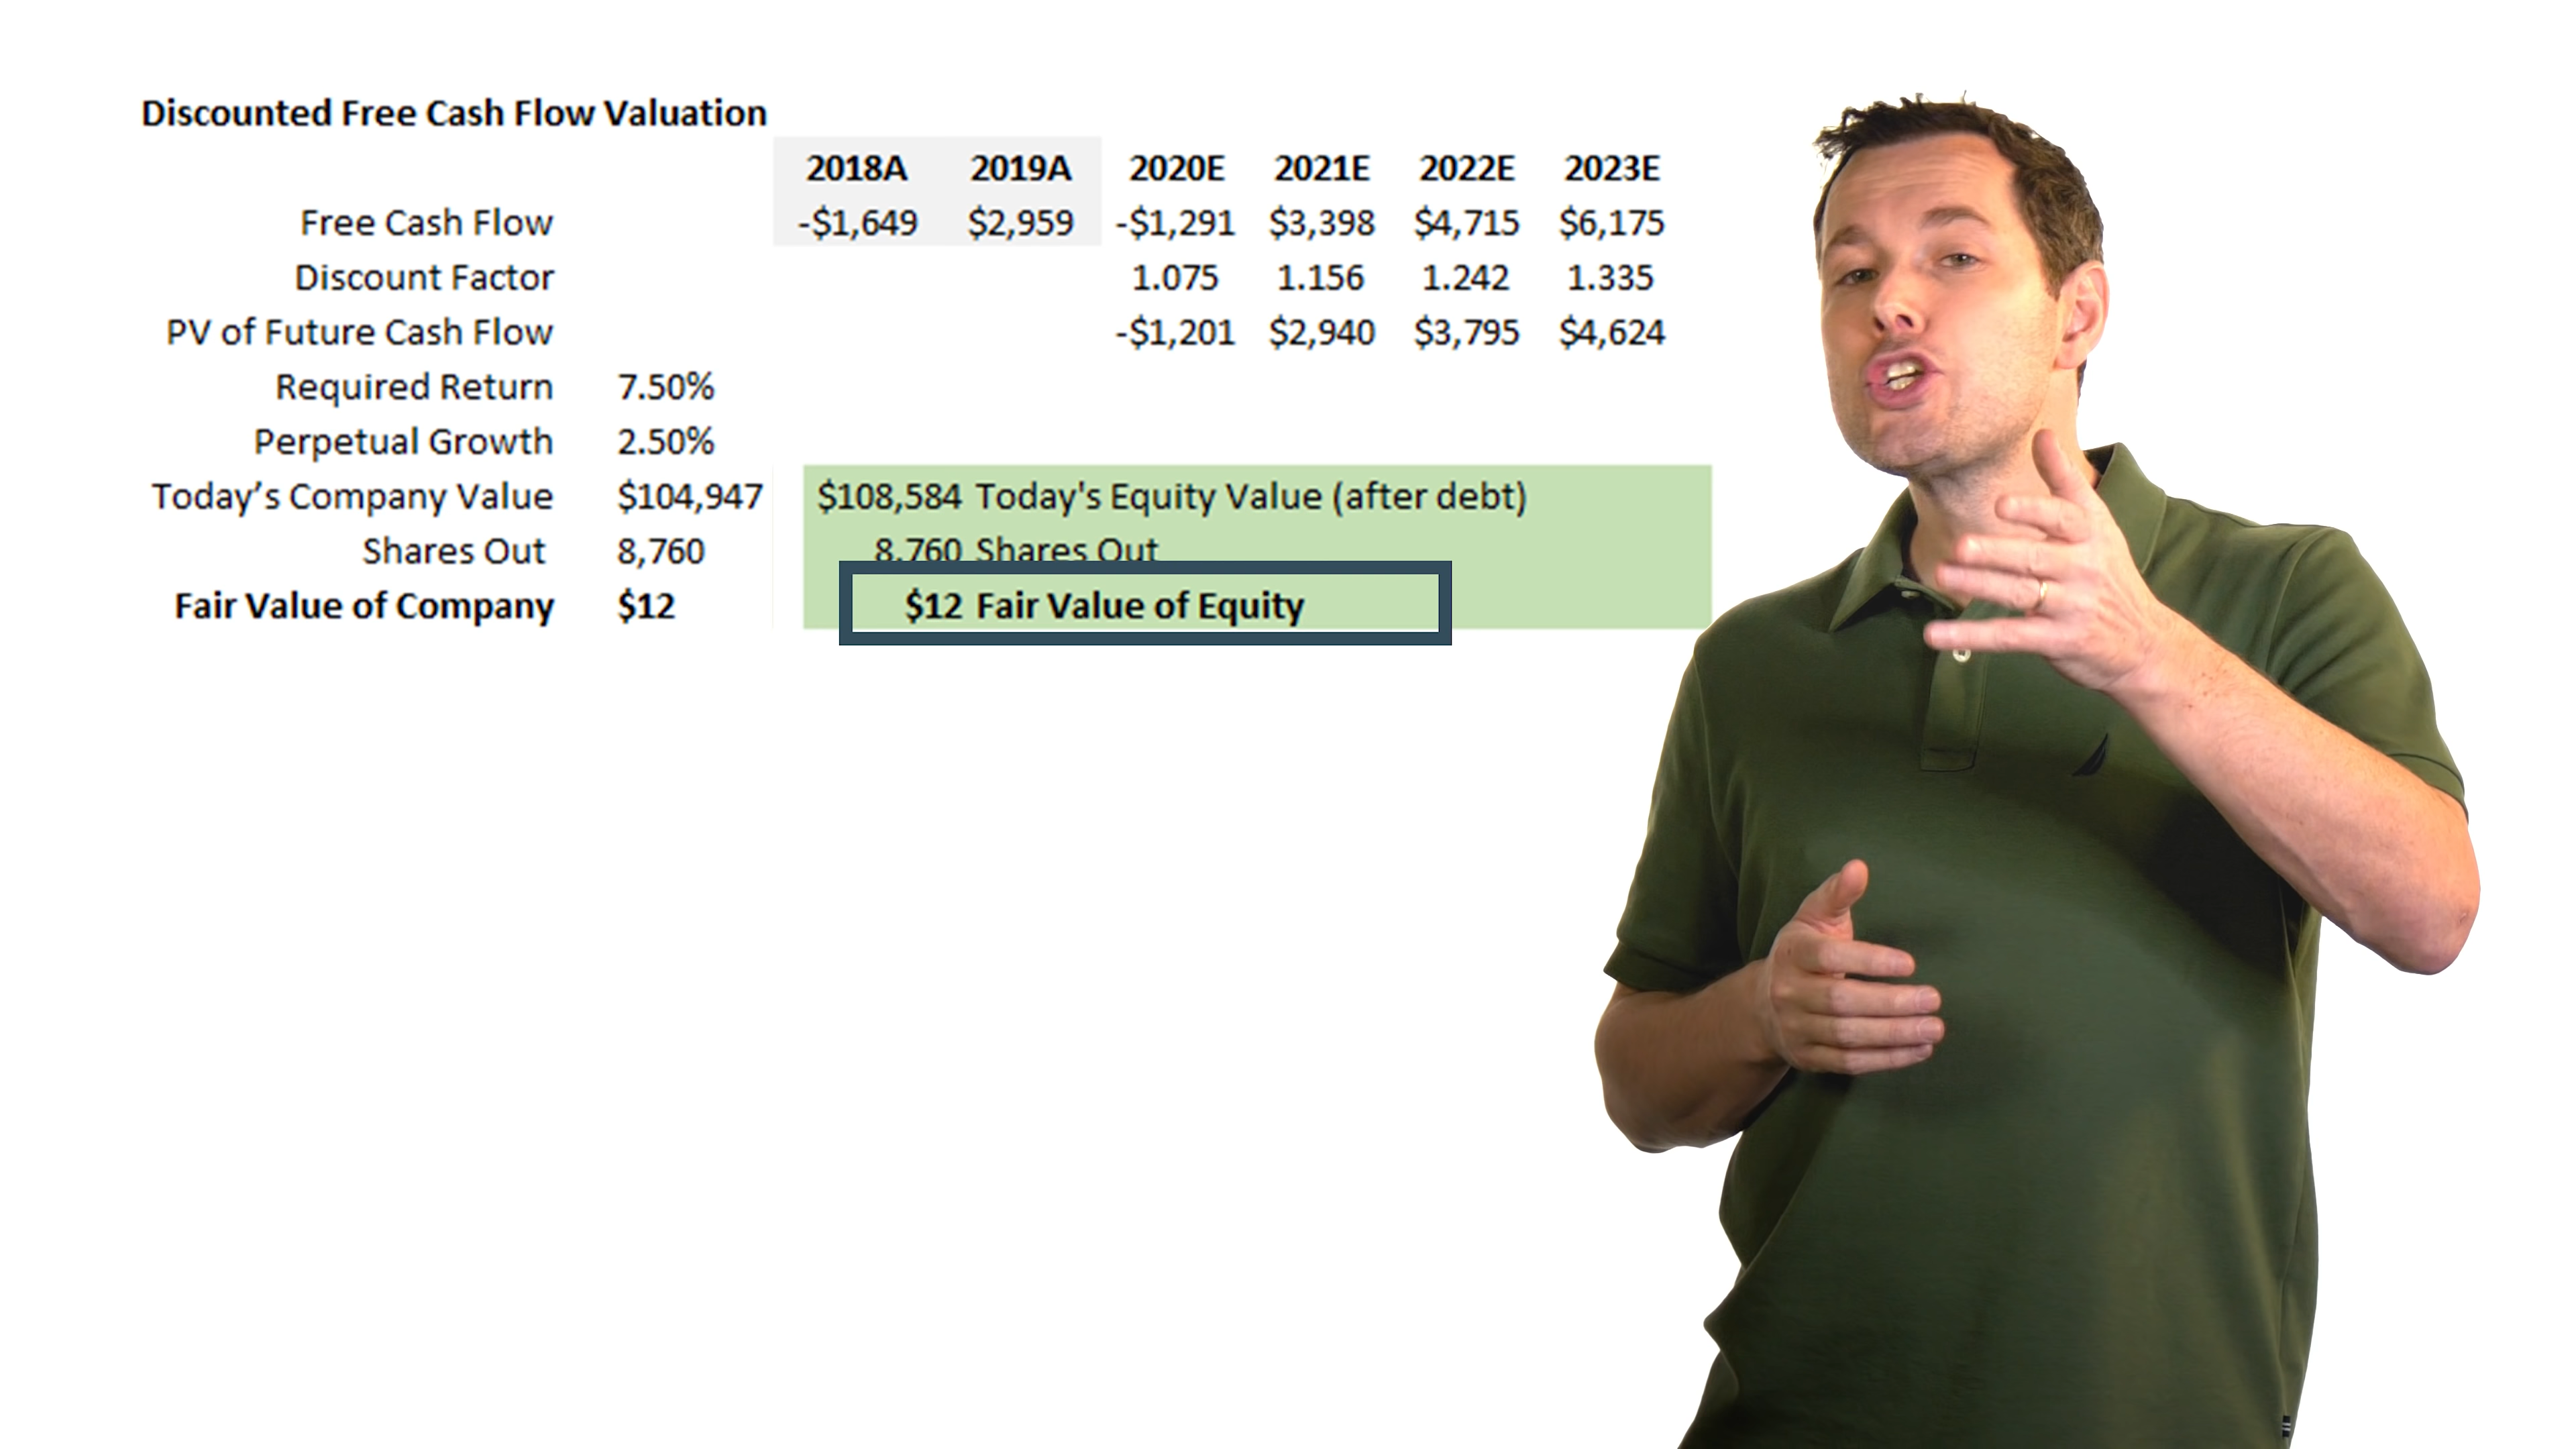 Discounted Free Cash Flow Valuation
2018A 2019A 2020E 2021E 2022E 2023E
Free Cash Flow -$1,649 $2,959 -$1,291 $3,398 $4,715 $6,175
Discount Factor 1.075 1.156 1.242 1.335
PV of Future Cash Flow -$1,201 $2,940 $3,795 $4,624
Required Return 7.50%
Perpetual Growth 2.50%
Today’s Company Value $104,947 $108,584 Today's Equity Value (after debt)
Shares Out 8,760 8,760 Shares Out
Fair Value of Company $12 $12 Fair Value of Equity